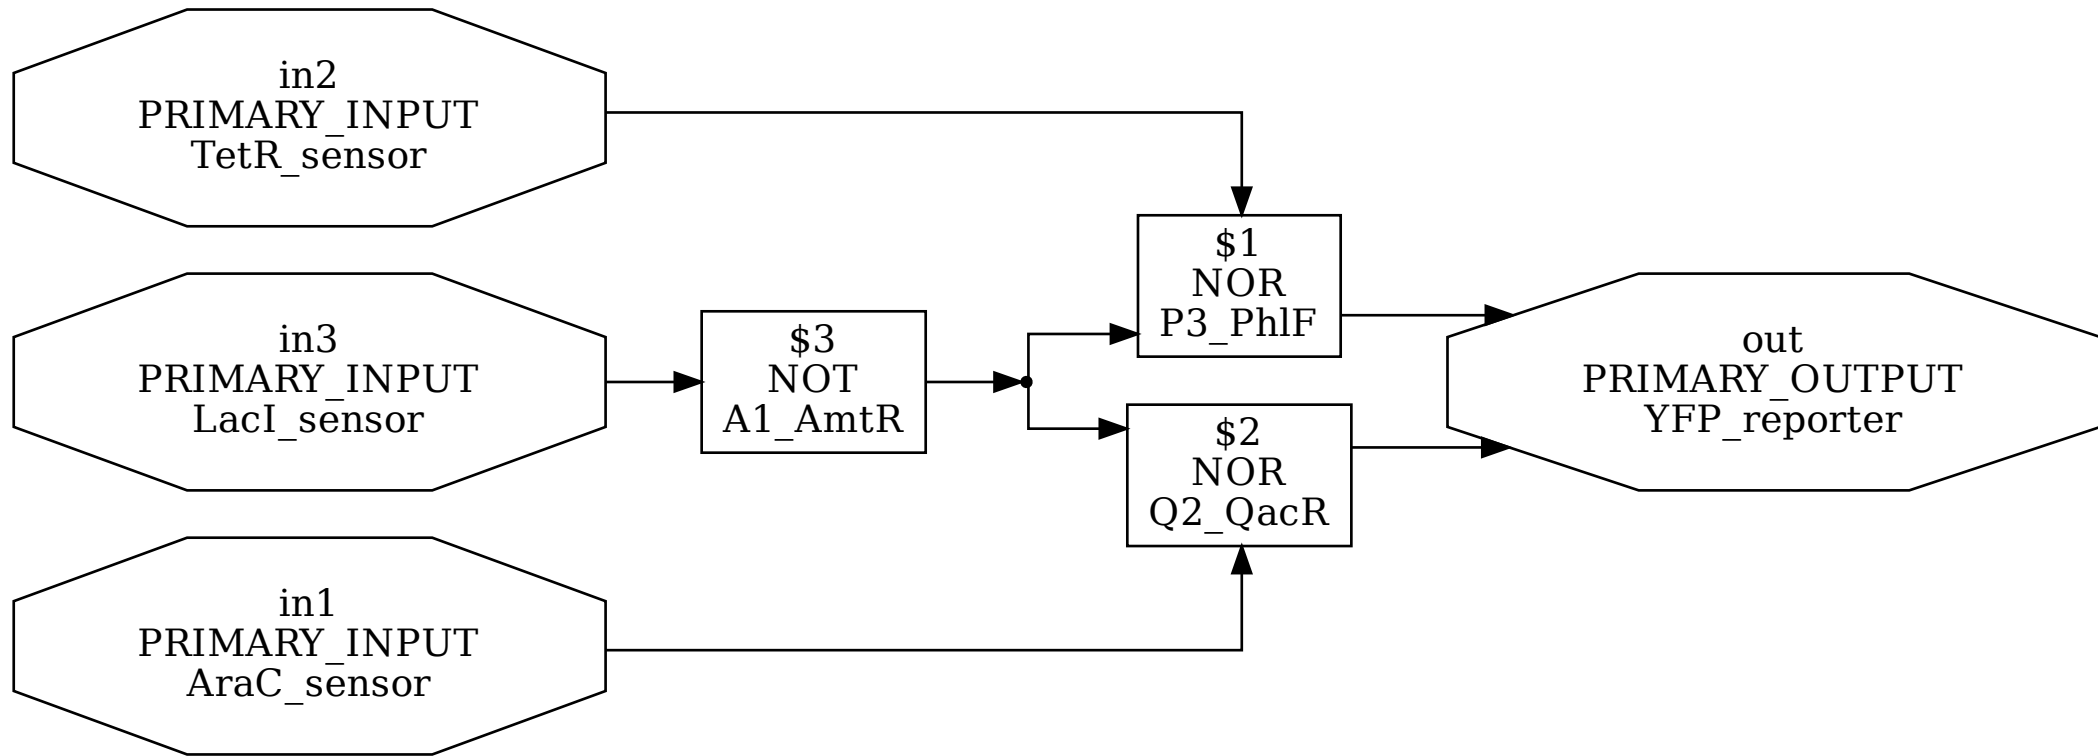 in2
PRIMARY_INPUT
TetR_sensor
$1
NOR
P3_PhlF
in3
PRIMARY_INPUT
LacI_sensor
$3
NOT
A1_AmtR
out
PRIMARY_OUTPUT
YFP_reporter
$2
NOR
Q2_QacR
in1
PRIMARY_INPUT
AraC_sensor